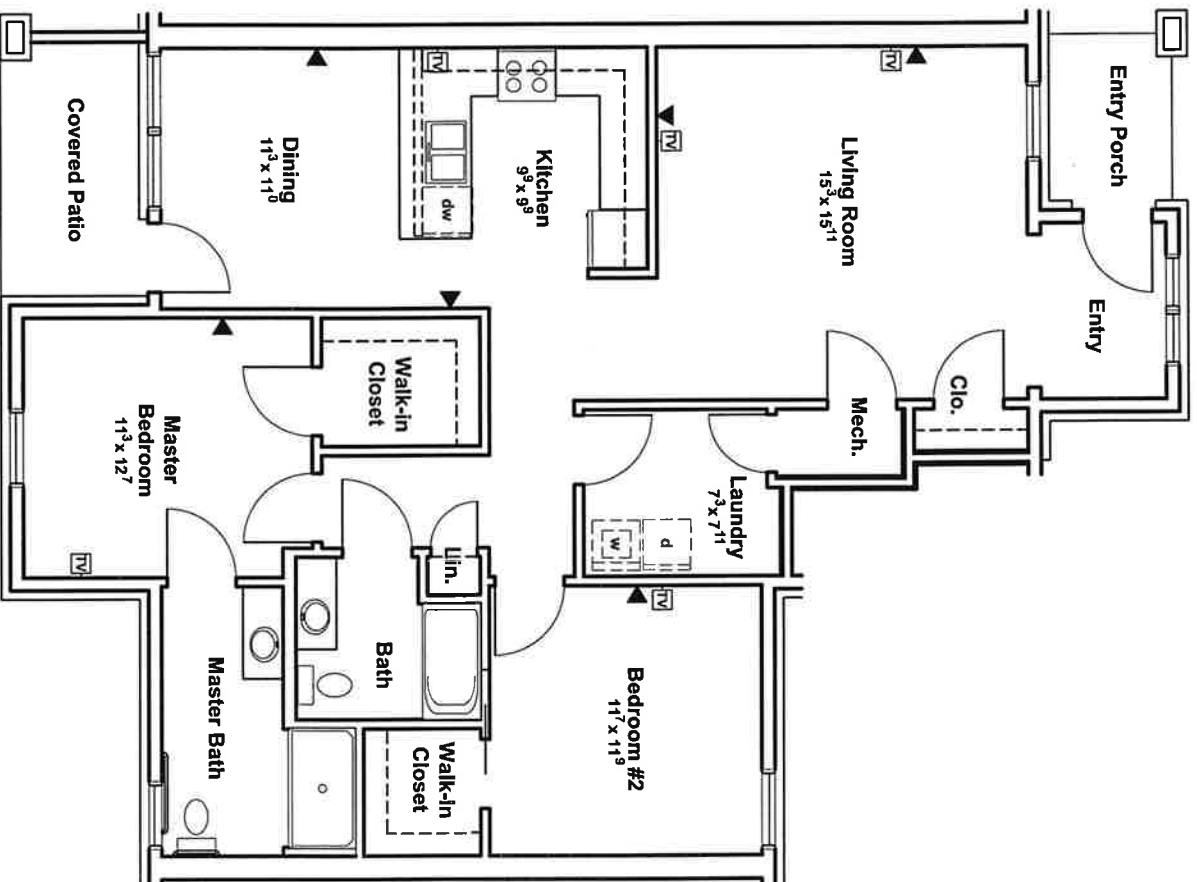 Entry Porch
Entry
TV
Living Room
15³ x 15¹¹
Clo.
Mech.
TV
TV
Kitchen
9⁹ x 9⁹
dw
Laundry
7³ x 7¹¹
d
w
Dining
11³ x 11⁰
Covered Patio
Walk-in
Closet
Lin.
TV
Bedroom #2
11⁷ x 11⁹
Master
Bedroom
11³ x 12⁷
TV
Bath
Walk-In
Closet
Master Bath